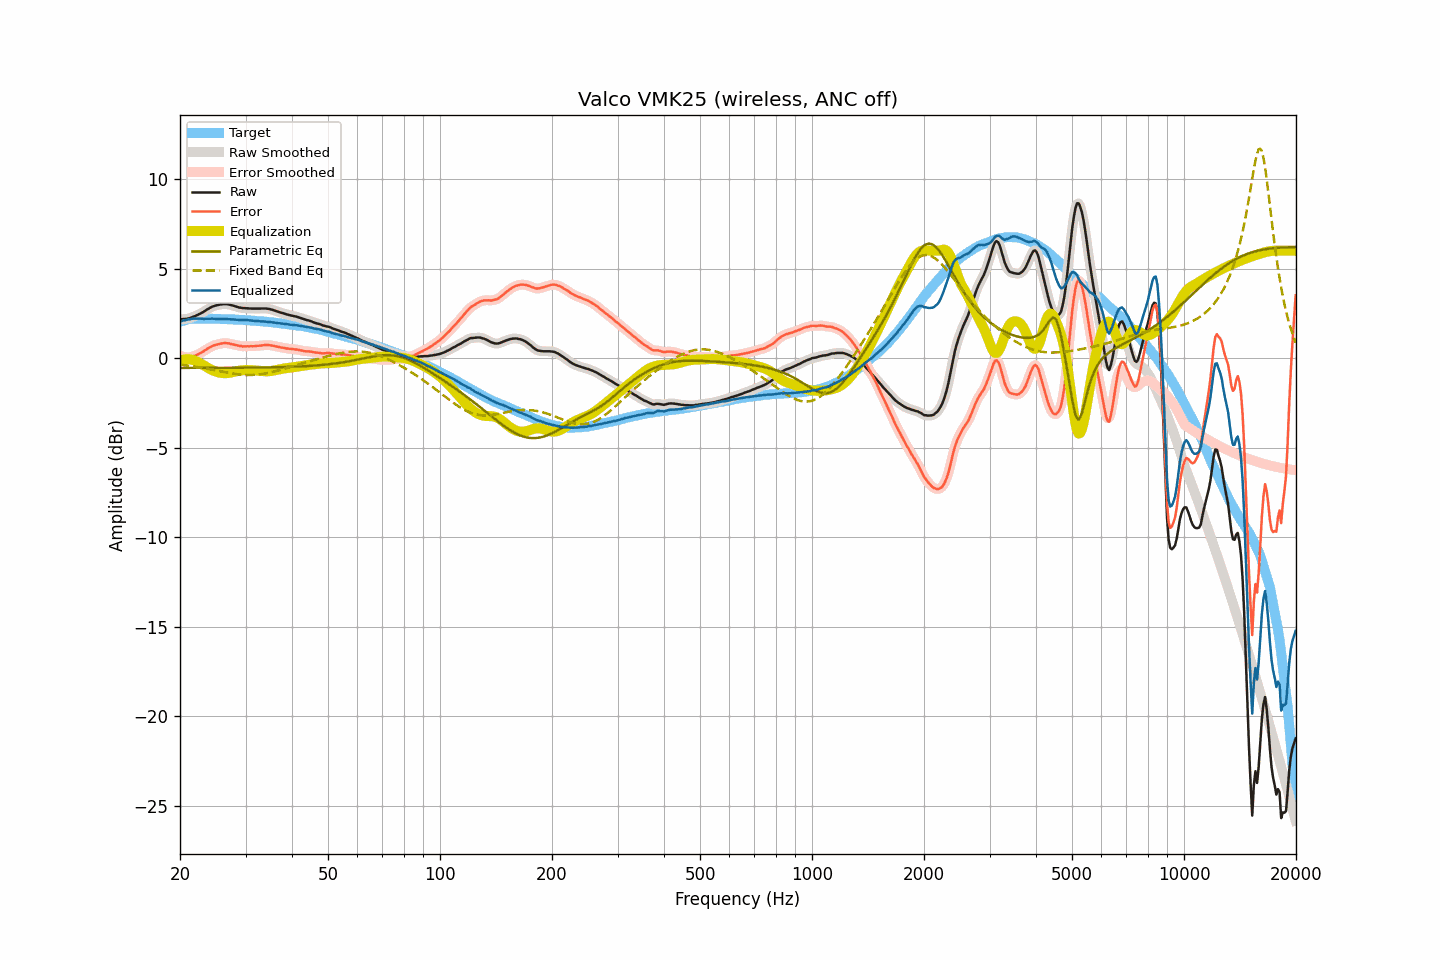 Valco VMK25 (wireless, ANC off)
Target
Raw Smoothed
Error Smoothed
Raw
Error
Equalization
Parametric Eq
Fixed Band Eq
Equalized
10
5
0
−5
−10
−15
−20
−25
Amplitude (dBr)
20 50 100 200 500 1000 2000 5000 10000 20000
Frequency (Hz)